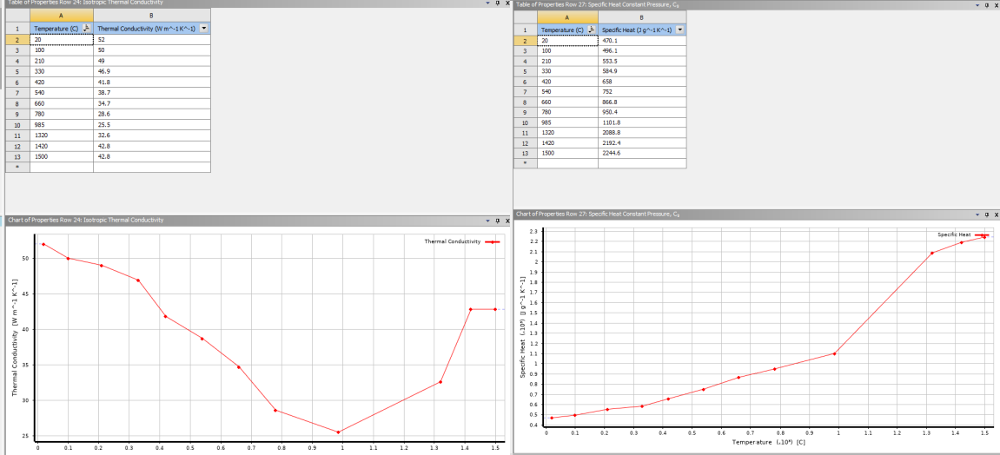 Table of Properties Row 24: Isotropic Thermal Conductivity
A B
1 Temperature (C) Thermal Conductivity (W m^-1 K^-1)
2 20 52
3 100 50
4 210 49
5 330 46.9
6 420 41.8
7 540 38.7
8 660 34.7
9 780 28.6
10 985 25.5
11 1320 32.6
12 1420 42.8
13 1500 42.8
*
Table of Properties Row 27: Specific Heat Constant Pressure, Cₚ
A B
1 Temperature (C) Specific Heat (J g^-1 K^-1)
2 20 470.1
3 100 496.1
4 210 553.5
5 330 584.9
6 420 658
7 540 752
8 660 866.8
9 780 950.4
10 985 1101.8
11 1320 2088.8
12 1420 2192.4
13 1500 2244.6
*
Chart of Properties Row 24: Isotropic Thermal Conductivity
Thermal Conductivity
Thermal Conductivity [W m^-1 K^-1]
50
45
40
35
30
25
0 0.1 0.2 0.3 0.4 0.5 0.6 0.7 0.8 0.9 1 1.1 1.2 1.3 1.4 1.5
Chart of Properties Row 27: Specific Heat Constant Pressure, Cₚ
Specific Heat
Specific Heat [J g^-1 K^-1]
2.3
2.2
2.1
2
1.9
1.8
1.7
1.6
1.5
1.4
1.3
1.2
1.1
1
0.9
0.8
0.7
0.6
0.5
0.4
0 0.1 0.2 0.3 0.4 0.5 0.6 0.7 0.8 0.9 1 1.1 1.2 1.3 1.4 1.5
Temperature [C]